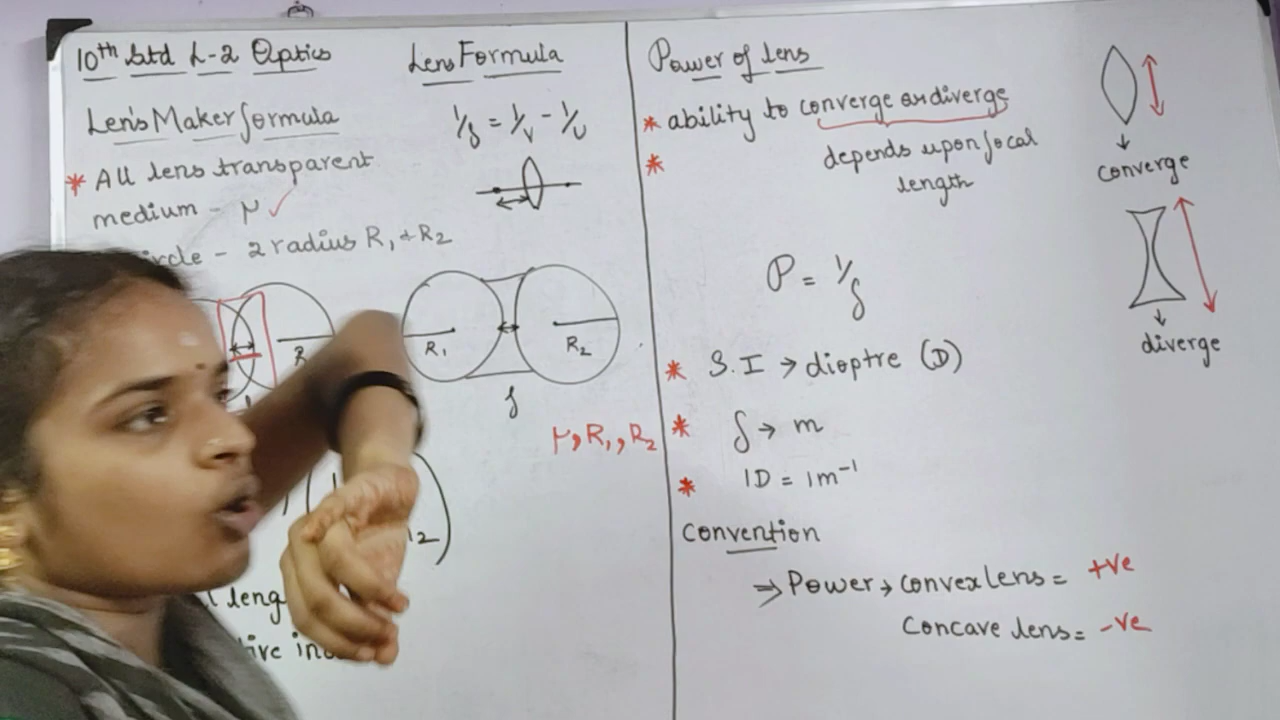 10th Std L-2 Optics
Len's Maker formula
* All lens transparent
medium - μ ✓
- 2 radius R₁ + R₂
R
Lens Formula
1/f = 1/v - 1/u
R₁
R₂
f
μ, R₁, R₂
2)
Power of lens
* ability to converge or diverge
*
depends upon focal
length
P = 1/f
* S.I → dioptre (D)
* f → m
* 1D = 1m⁻¹
Convention
⇒ Power → convex lens = +ve
Concave lens = -ve
↓
converge
↓
diverge